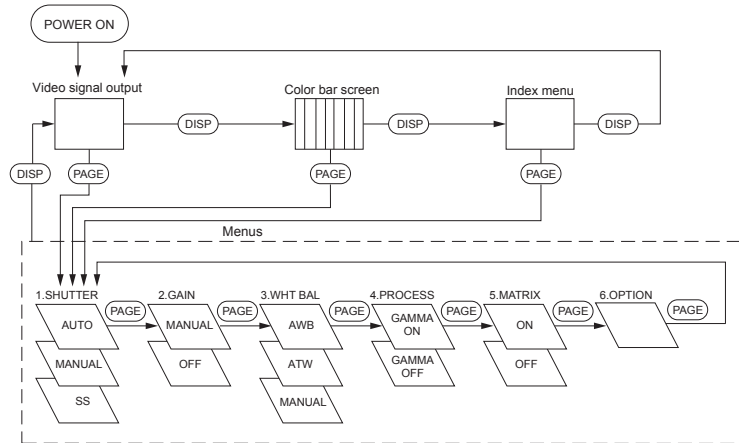 POWER ON
Video signal output
Color bar screen
Index menu
DISP
DISP
DISP
DISP
PAGE
PAGE
PAGE
Menus
1.SHUTTER
2.GAIN
3.WHT BAL
4.PROCESS
5.MATRIX
6.OPTION
AUTO
PAGE
MANUAL
PAGE
AWB
PAGE
GAMMA
ON
PAGE
ON
PAGE
PAGE
MANUAL
OFF
ATW
GAMMA
OFF
OFF
SS
MANUAL